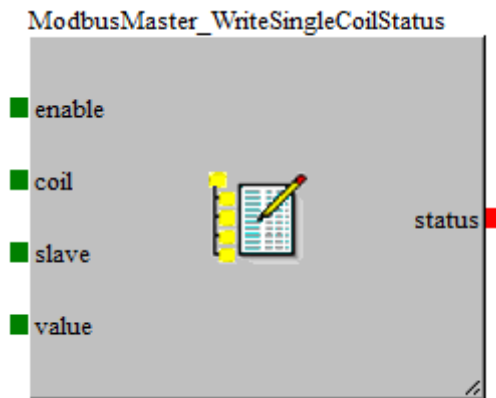 ModbusMaster_WriteSingleCoilStatus
enable
coil
slave
status
value